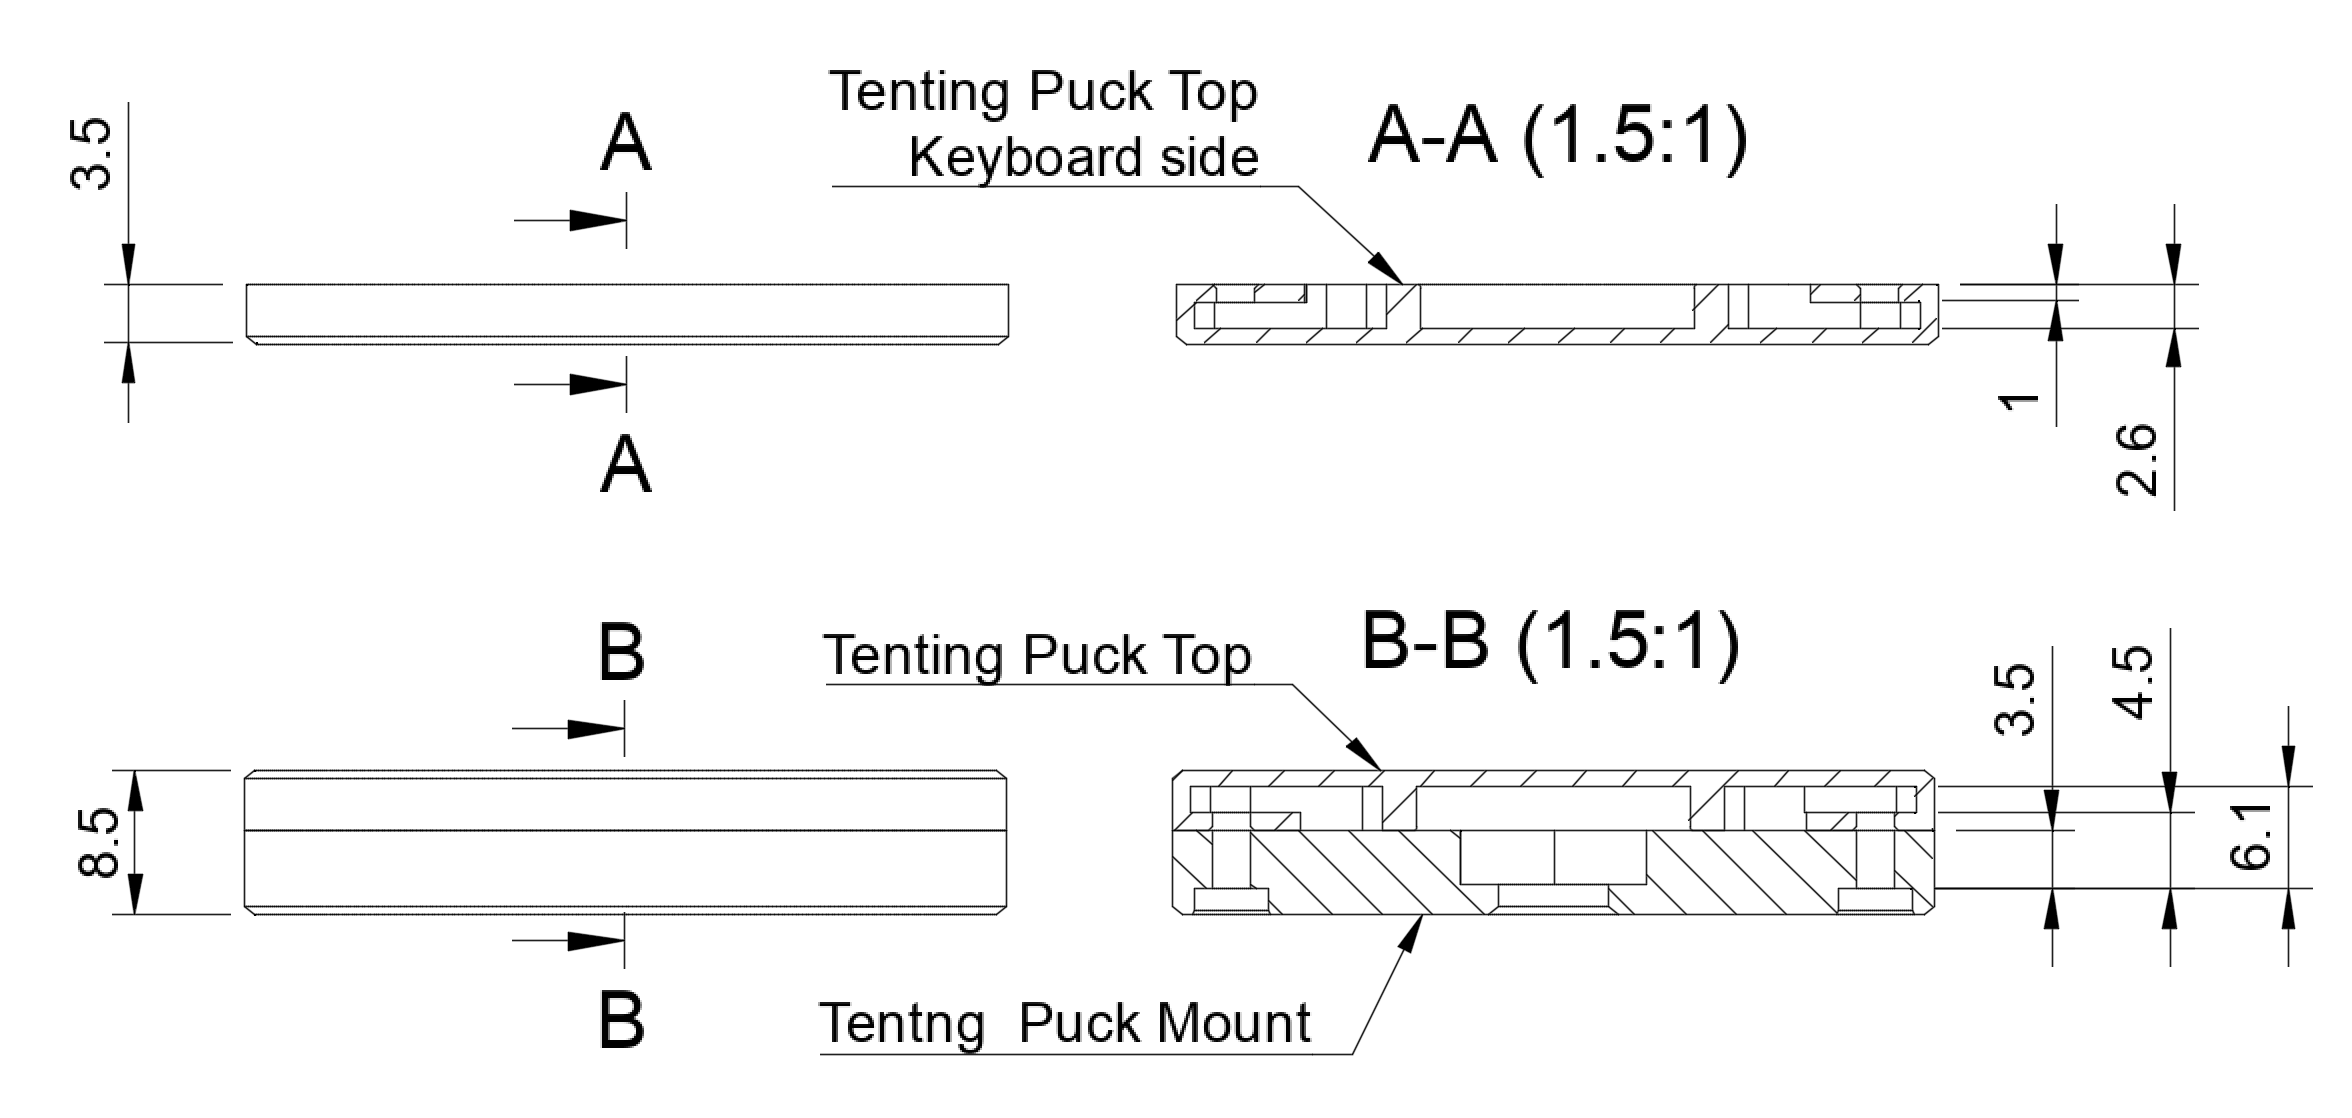 Tenting Puck Top
Keyboard side
A-A (1.5:1)
A
3.5
A
1
2.6
B
Tenting Puck Top
B-B (1.5:1)
3.5
4.5
8.5
6.1
B
Tentng Puck Mount